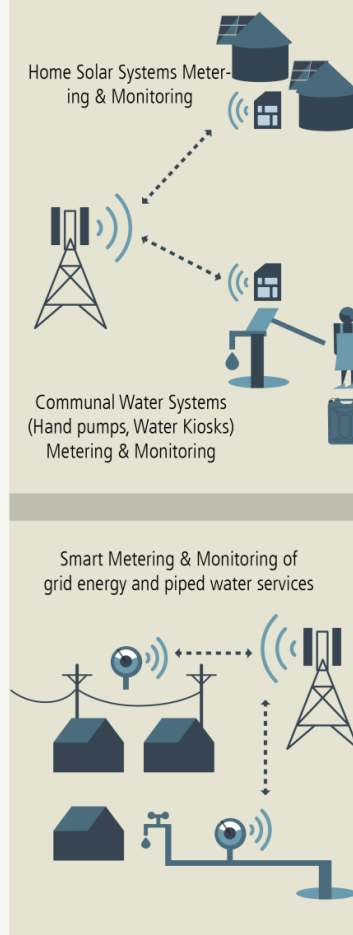 Home Solar Systems Meter-
ing & Monitoring
Communal Water Systems
(Hand pumps, Water Kiosks)
Metering & Monitoring
Smart Metering & Monitoring of
grid energy and piped water services